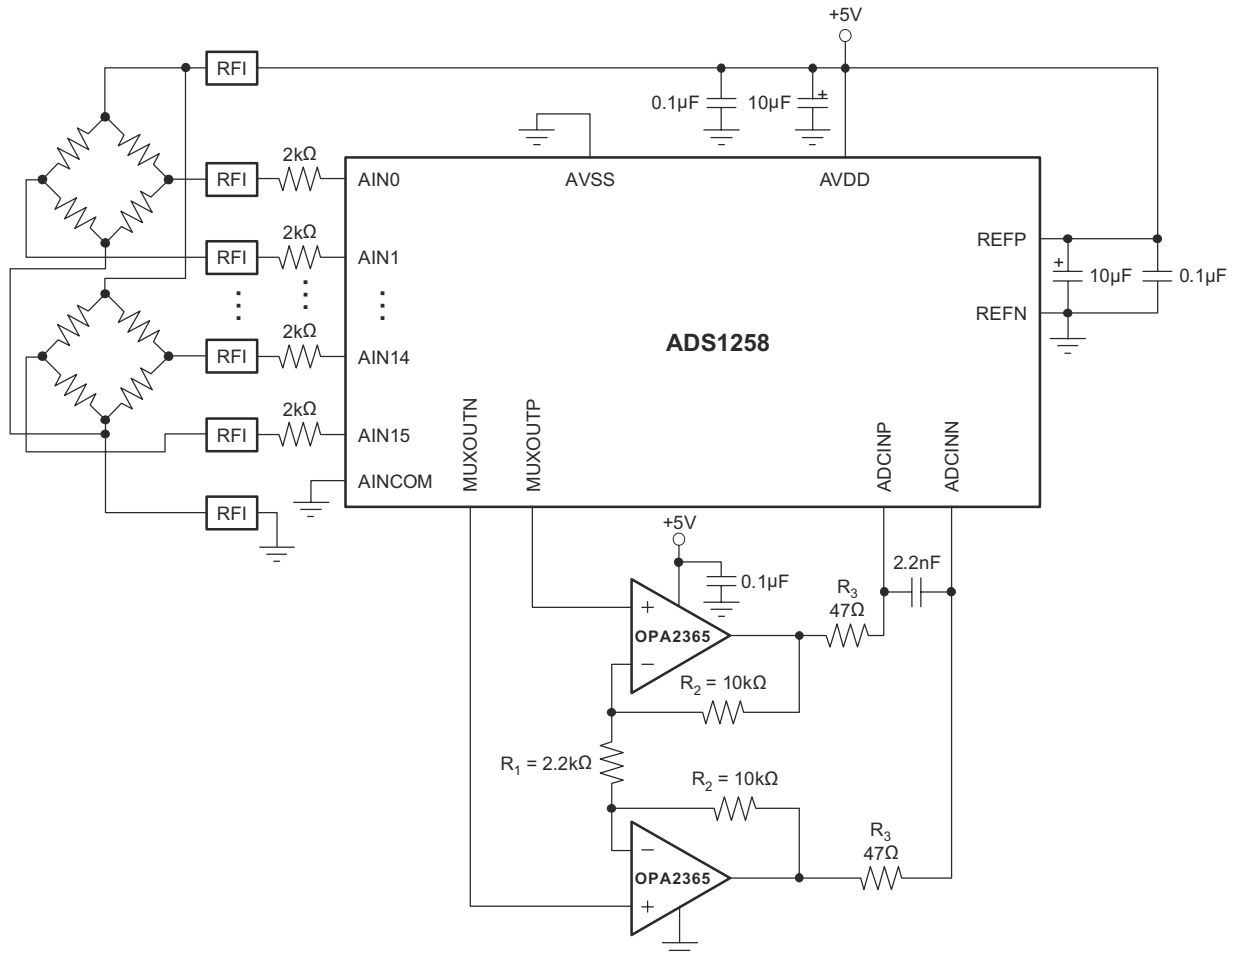 +5V
RFI
0.1μF
10μF
+
2kΩ
RFI
AIN0
AVSS
AVDD
2kΩ
RFI
AIN1
REFP
+
10μF
0.1μF
REFN
2kΩ
RFI
AIN14
ADS1258
2kΩ
RFI
AIN15
AINCOM
MUXOUTN
MUXOUTP
ADCINP
ADCINN
RFI
+5V
0.1μF
2.2nF
R3
47Ω
+
OPA2365
−
R2 = 10kΩ
R1 = 2.2kΩ
R2 = 10kΩ
R3
47Ω
−
OPA2365
+